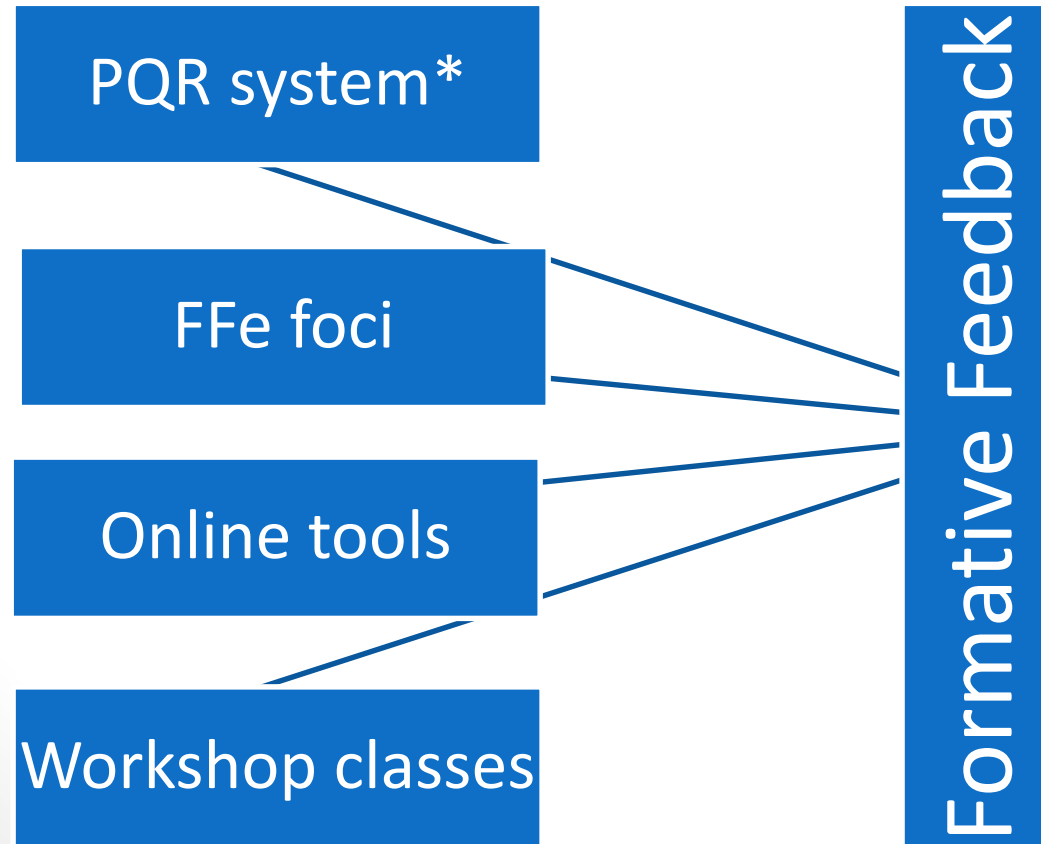 PQR system*
FFe foci
Online tools
Workshop classes
Formative Feedback